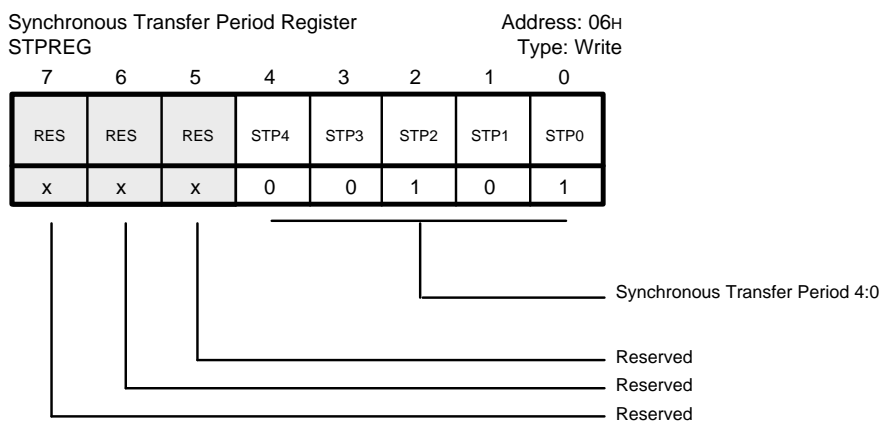 Synchronous Transfer Period Register Address: 06H
STPREG Type: Write
7 6 5 4 3 2 1 0
RES RES RES STP4 STP3 STP2 STP1 STP0
x x x 0 0 1 0 1
Synchronous Transfer Period 4:0
Reserved
Reserved
Reserved